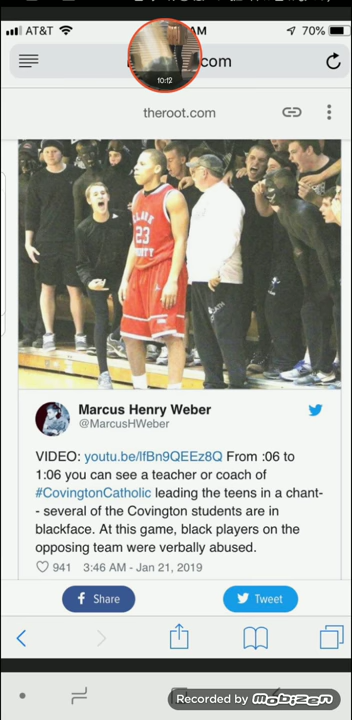 AT&T
AM
70%
10:12
.com
theroot.com
23
Marcus Henry Weber
@MarcusHWeber
VIDEO: youtu.be/lfBn9QEEz8Q From :06 to
1:06 you can see a teacher or coach of
#CovingtonCatholic leading the teens in a chant-
- several of the Covington students are in
blackface. At this game, black players on the
opposing team were verbally abused.
941 3:46 AM - Jan 21, 2019
Share
Tweet
Recorded by mobizen